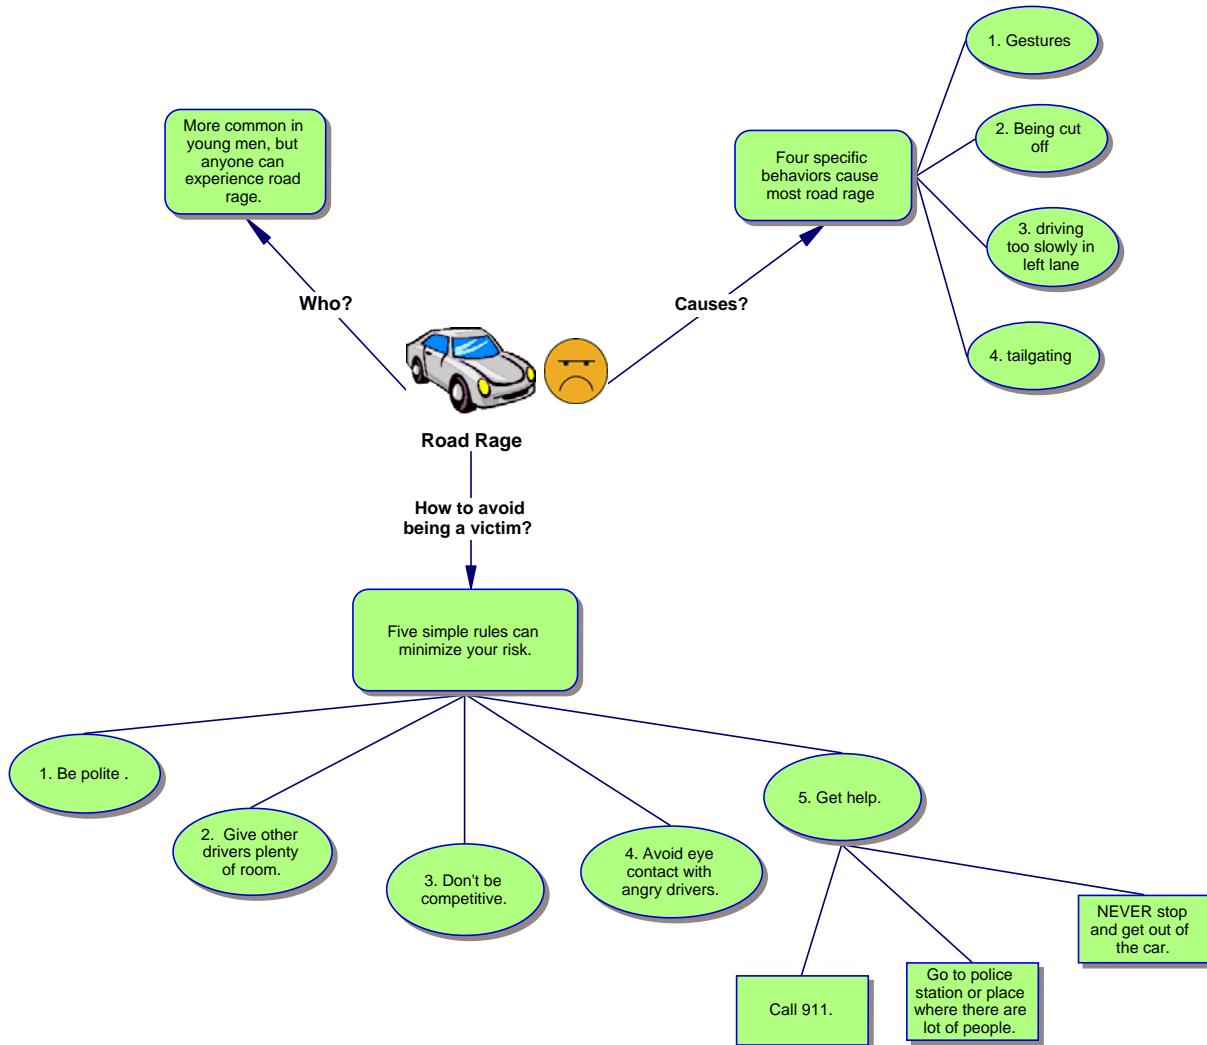 1. Gestures
More common in
young men, but
anyone can
experience road
rage.
Four specific
behaviors cause
most road rage
2. Being cut
off
3. driving
too slowly in
left lane
Who?
Causes?
4. tailgating
Road Rage
How to avoid
being a victim?
Five simple rules can
minimize your risk.
1. Be polite .
2.  Give other
drivers plenty
of room.
3. Don't be
competitive.
4. Avoid eye
contact with
angry drivers.
5. Get help.
Call 911.
Go to police
station or place
where there are
lot of people.
NEVER stop
and get out of
the car.